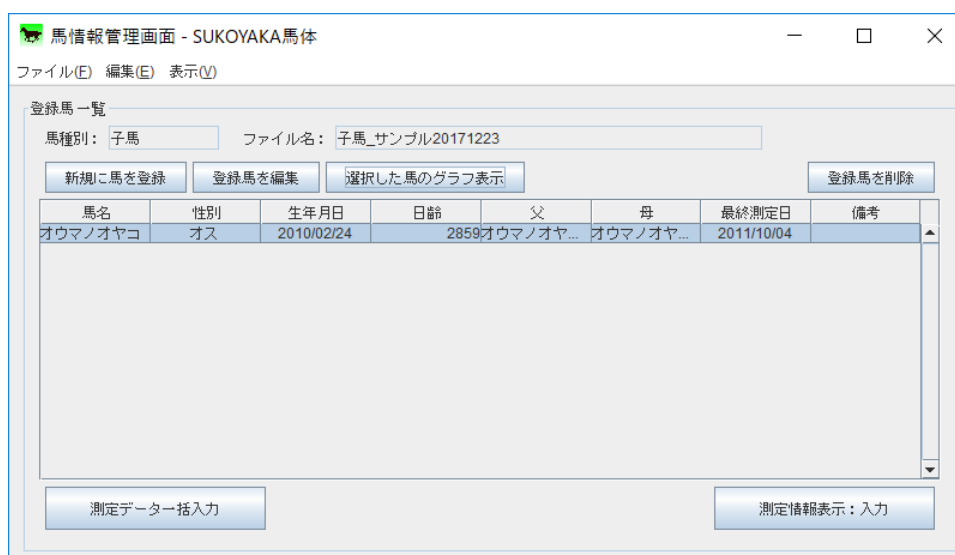 馬情報管理画面 - SUKOYAKA馬体
ファイル(F) 編集(E) 表示(V)
登録馬一覧
馬種別： 子馬 ファイル名： 子馬_サンプル20171223
新規に馬を登録 登録馬を編集 選択した馬のグラフ表示 登録馬を削除
馬名 性別 生年月日 日齢 父 母 最終測定日 備考
オウマノオヤコ オス 2010/02/24 2859 オウマノオヤ... オウマノオヤ... 2011/10/04
測定データ一括入力 測定情報表示：入力